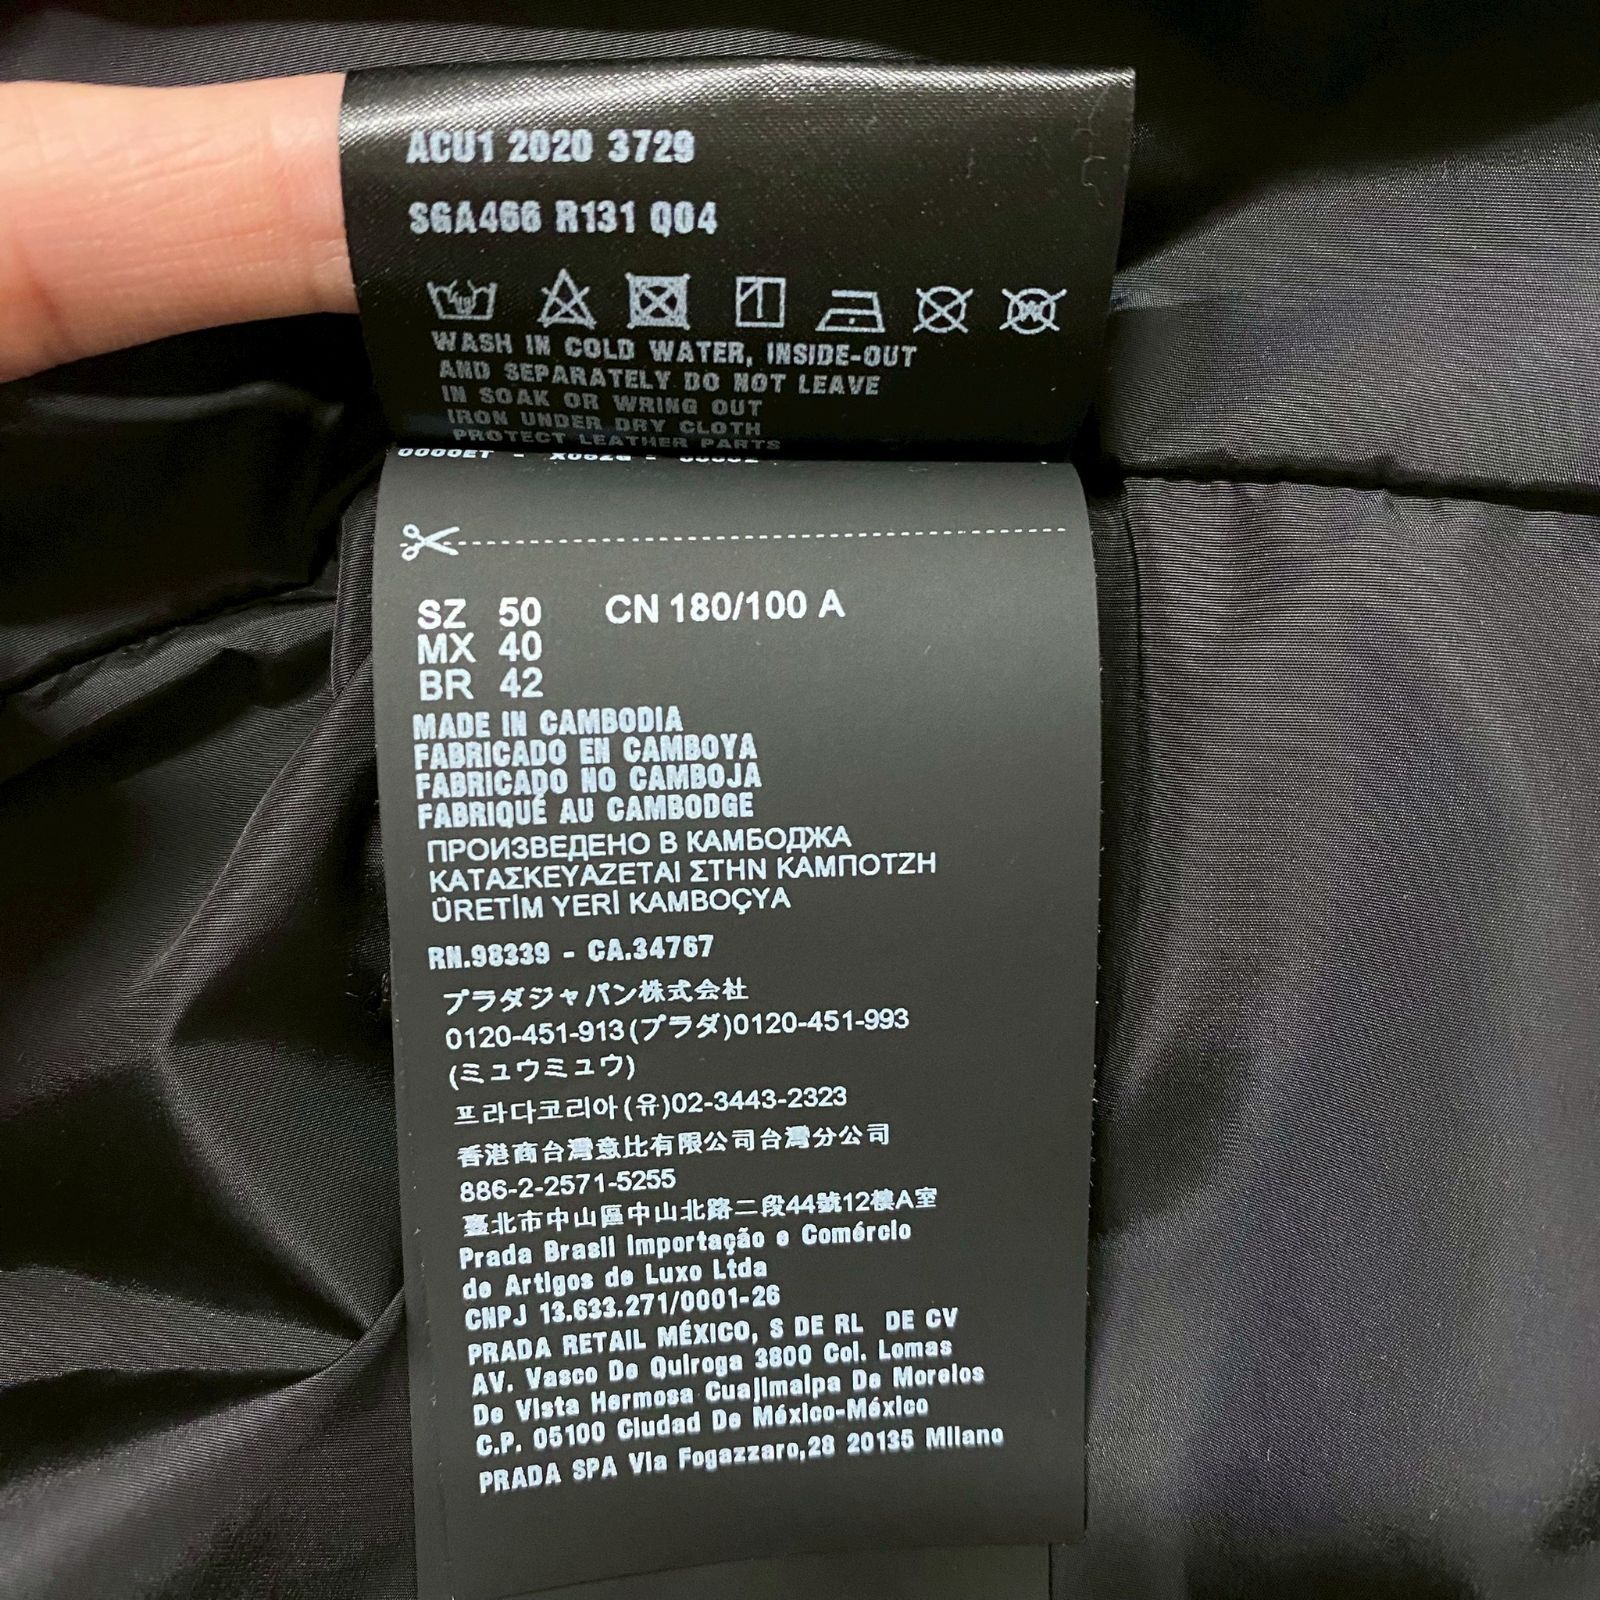 ACU1 2020 3729
SGA466 R131 Q04
WASH IN COLD WATER, INSIDE-OUT
AND SEPARATELY DO NOT LEAVE
IN SOAK OR WRING OUT
IRON UNDER DRY CLOTH
PROTECT LEATHER PARTS
SZ 50 CN 180/100 A
MX 40
BR 42
MADE IN CAMBODIA
FABRICADO EN CAMBOYA
FABRICADO NO CAMBOJA
FABRIQUÉ AU CAMBODGE
ПРОИЗВЕДЕНО В КАМБОДЖА
ΚΑΤΑΣΚΕΥΑΖΕΤΑΙ ΣΤΗΝ ΚΑΜΠΟΤΖΗ
ÜRETİM YERİ KAMBOÇYA
RN.98339 - CA.34767
プラダジャパン株式会社
0120-451-913(プラダ)0120-451-993
(ミュウミュウ)
프라다코리아(유)02-3443-2323
香港商台灣意比有限公司台灣分公司
886-2-2571-5255
臺北市中山區中山北路二段44號12樓A室
Prada Brasil Importação e Comércio
de Artigos de Luxo Ltda
CNPJ 13.633.271/0001-26
PRADA RETAIL MÉXICO, S DE RL DE CV
AV. Vasco De Quiroga 3800 Col. Lomas
De Vista Hermosa Cuajimalpa De Morelos
C.P. 05100 Ciudad De México-México
PRADA SPA Via Fogazzaro,28 20135 Milano